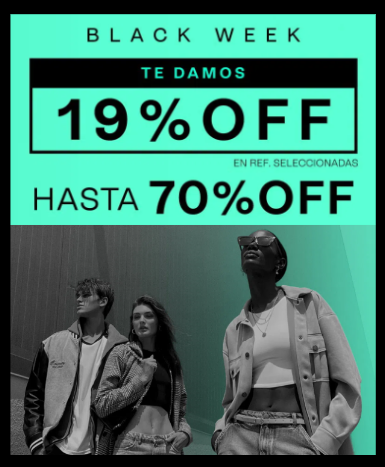 BLACK WEEK
TE DAMOS
19%OFF
EN REF. SELECCIONADAS
HASTA 70%OFF